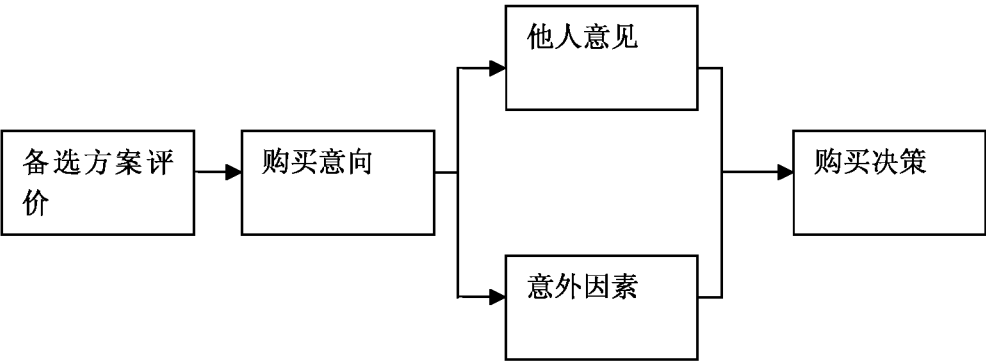 他人意见
备选方案评
价
购买意向
购买决策
意外因素